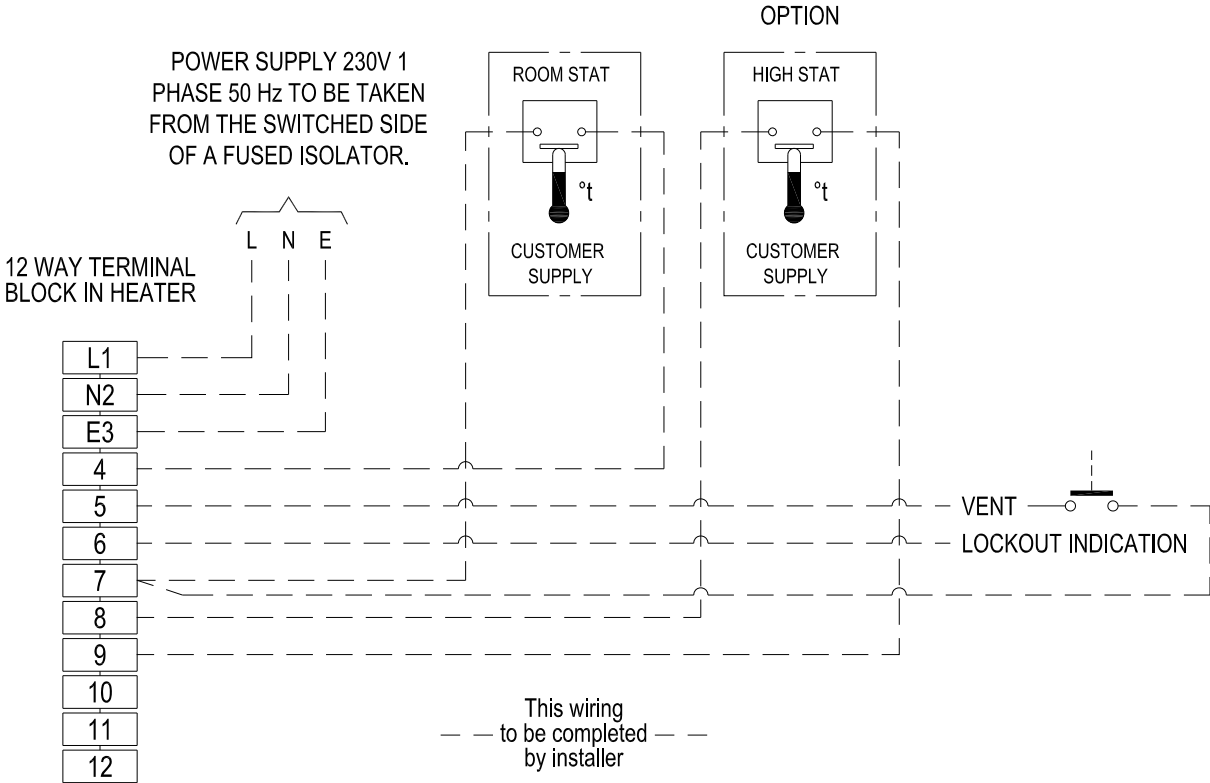 OPTION
POWER SUPPLY 230V 1
PHASE 50 Hz TO BE TAKEN
FROM THE SWITCHED SIDE
OF A FUSED ISOLATOR.
ROOM STAT
HIGH STAT
°t
°t
CUSTOMER
SUPPLY
CUSTOMER
SUPPLY
L N E
12 WAY TERMINAL
BLOCK IN HEATER
L1
N2
E3
4
5
VENT
6
LOCKOUT INDICATION
7
8
9
10
11
12
This wiring
to be completed
by installer